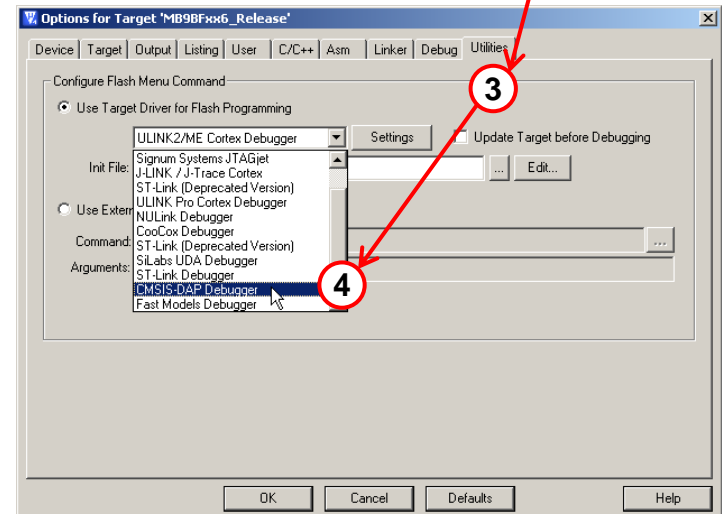 Options for Target 'MB9BFxx6_Release'
Device Target Output Listing User C/C++ Asm Linker Debug Utilities
3
Configure Flash Menu Command
Use Target Driver for Flash Programming
ULINK2/ME Cortex Debugger Settings Update Target before Debugging
Signum Systems JTAGjet
Init File: J-LINK / J-Trace Cortex ... Edit...
ST-Link (Deprecated Version)
ULINK Pro Cortex Debugger
Use Extern NULink Debugger
CooCox Debugger
Command: ST-Link (Deprecated Version) ...
SiLabs UDA Debugger
Arguments: ST-Link Debugger
CMSIS-DAP Debugger 4
Fast Models Debugger
OK Cancel Defaults Help